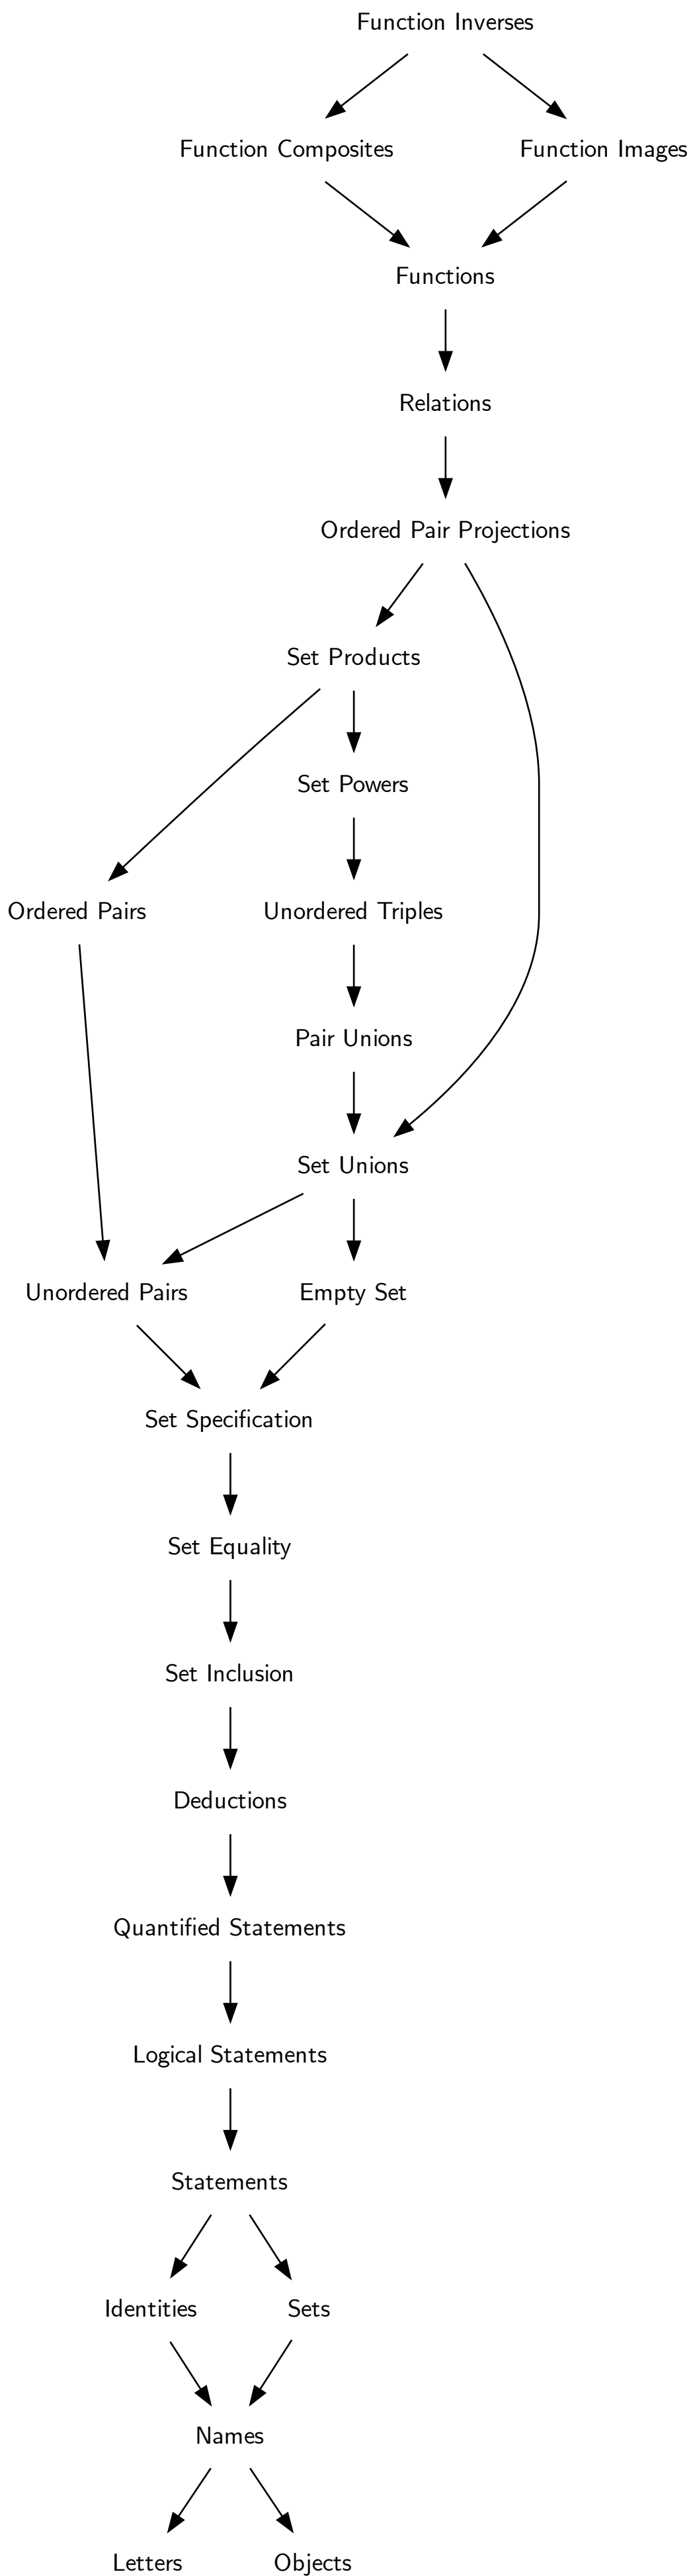 Function Inverses
Function Composites
Function Images
Functions
Relations
Ordered Pair Projections
Set Products
Set Powers
Ordered Pairs
Unordered Triples
Pair Unions
Set Unions
Unordered Pairs
Empty Set
Set Specification
Set Equality
Set Inclusion
Deductions
Quantified Statements
Logical Statements
Statements
Identities
Sets
Names
Letters
Objects